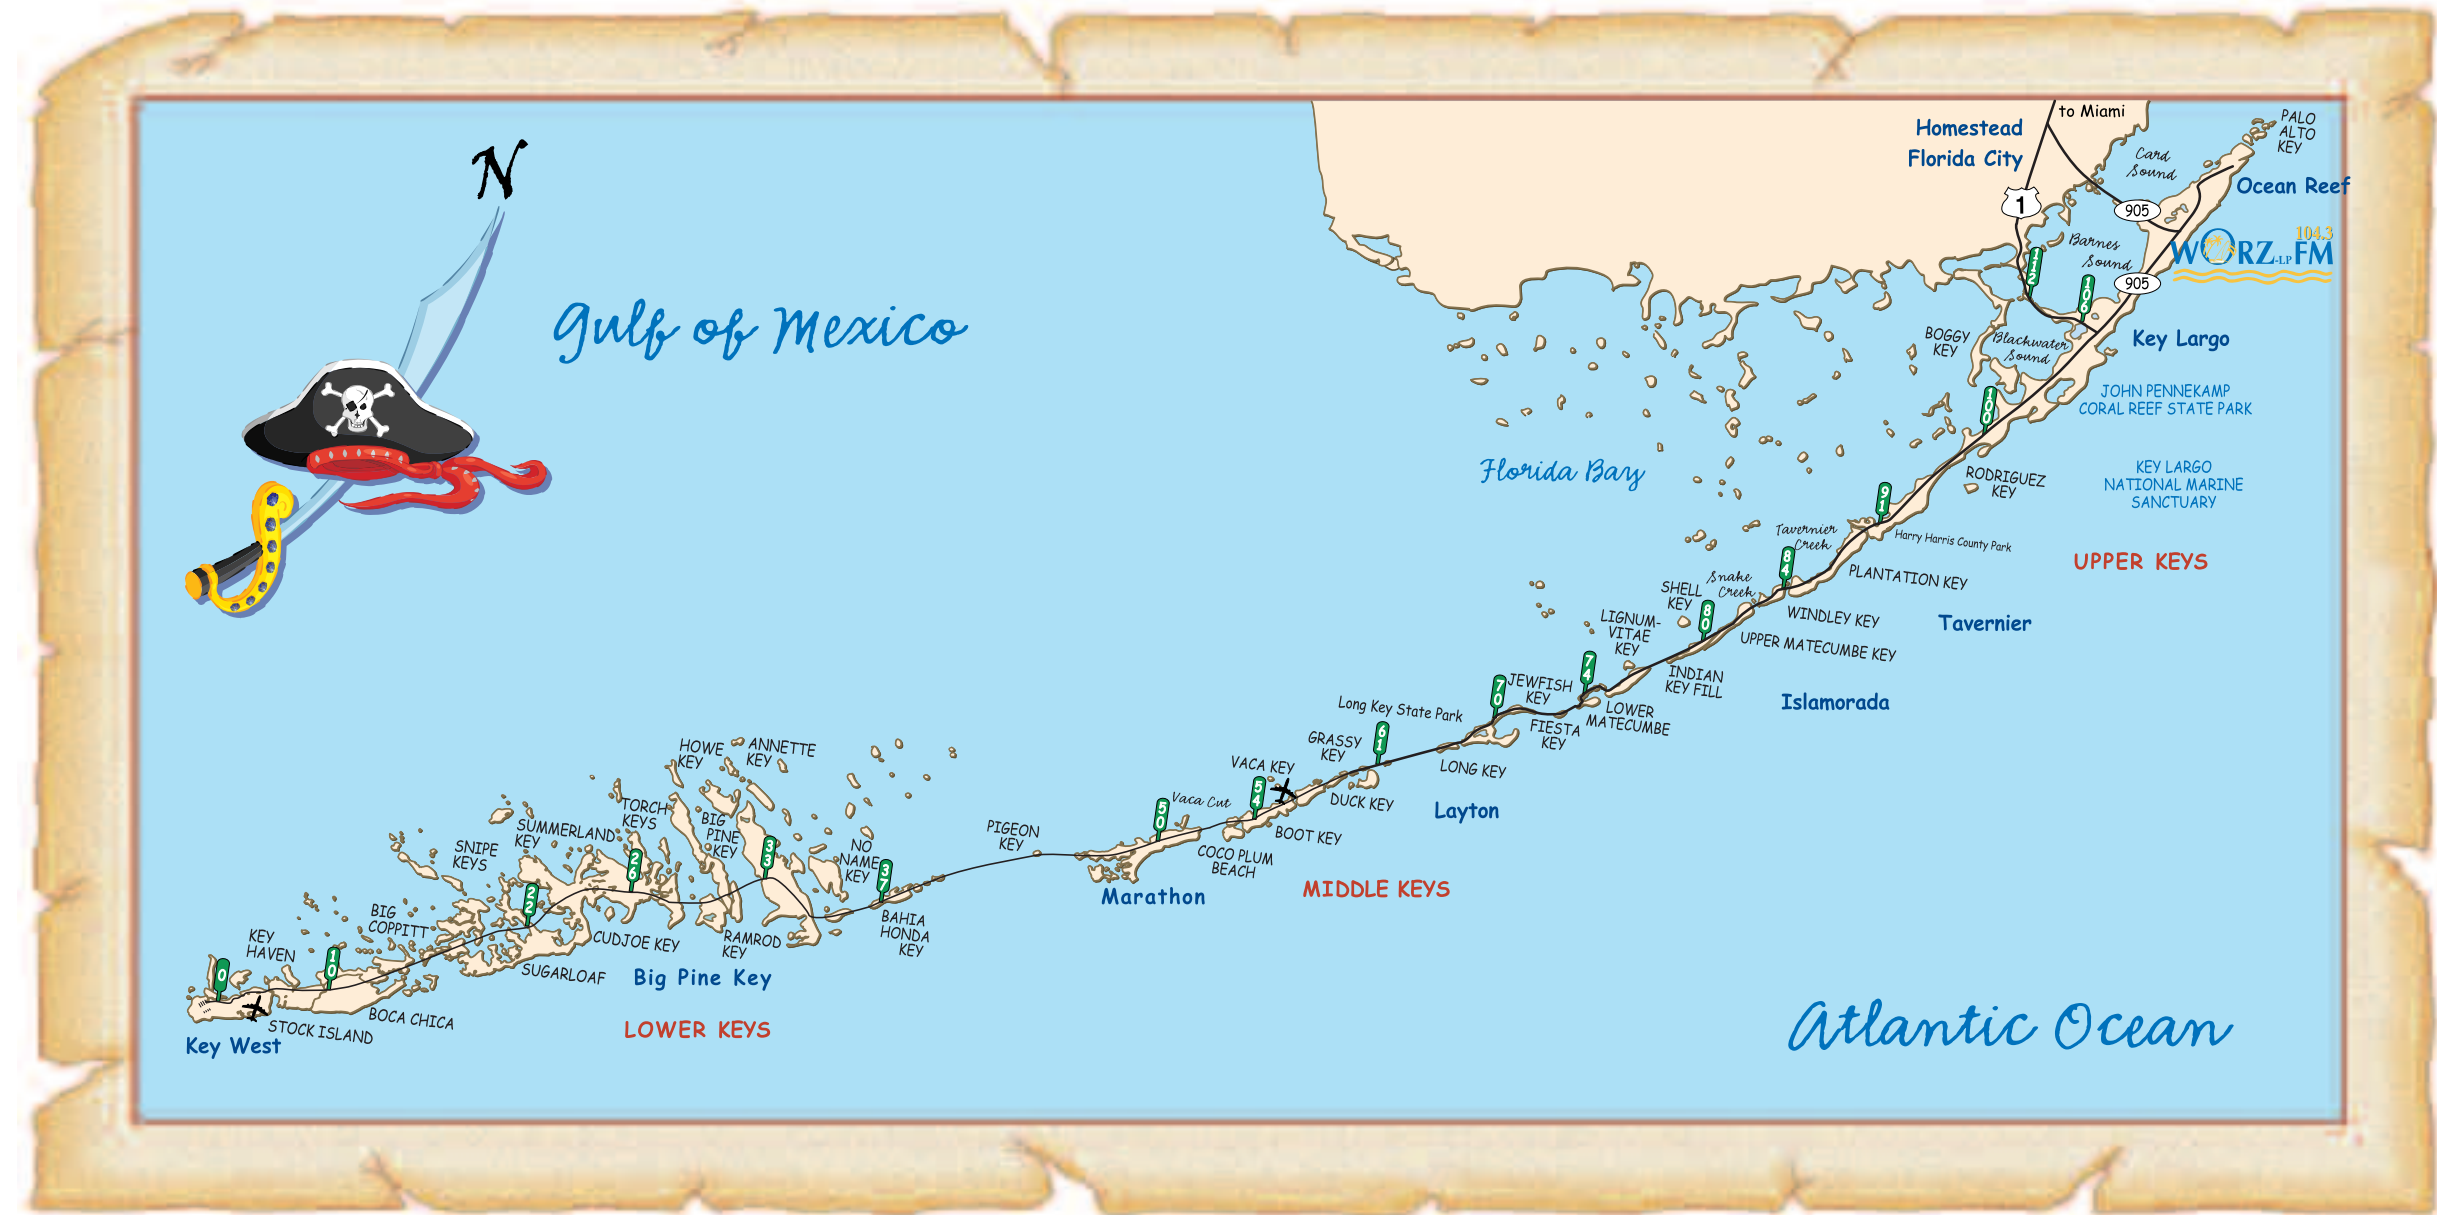 to Miami
Homestead
Florida City
PALO
ALTO
KEY
Card
Sound
Ocean Reef
1
905
104.3
WORZ-LP FM
Barnes
Sound
905
112
106
N
Gulf of Mexico
BOGGY
KEY
Blackwater
Sound
Key Largo
JOHN PENNEKAMP
CORAL REEF STATE PARK
100
Florida Bay
KEY LARGO
NATIONAL MARINE
SANCTUARY
RODRIGUEZ
KEY
91
Harry Harris County Park
Tavernier
Creek
UPPER KEYS
84
PLANTATION KEY
Snake
Creek
SHELL
KEY
80
WINDLEY KEY
Tavernier
LIGNUM-
VITAE
KEY
UPPER MATECUMBE KEY
INDIAN
KEY FILL
Islamorada
74
JEWFISH
KEY
70
LOWER
MATECUMBE
FIESTA
KEY
Long Key State Park
61
GRASSY
KEY
LONG KEY
VACA KEY
54
DUCK KEY
Layton
Vaca Cut
50
BOOT KEY
COCO PLUM
BEACH
MIDDLE KEYS
Marathon
PIGEON
KEY
HOWE
KEY
ANNETTE
KEY
TORCH
KEYS
BIG
PINE
KEY
SUMMERLAND
KEY
SNIPE
KEYS
33
26
NO
NAME
KEY
37
22
BAHIA
HONDA
KEY
BIG
COPPITT
CUDJOE KEY
RAMROD
KEY
KEY
HAVEN
10
0
SUGARLOAF
Big Pine Key
BOCA CHICA
STOCK ISLAND
Key West
LOWER KEYS
Atlantic Ocean